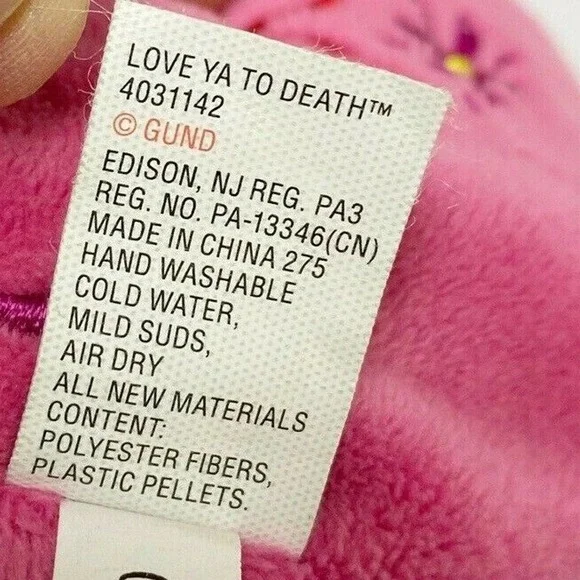 LOVE YA TO DEATH™
4031142
© GUND
EDISON, NJ REG. PA3
REG. NO. PA-13346(CN)
MADE IN CHINA 275
HAND WASHABLE
COLD WATER,
MILD SUDS,
AIR DRY
ALL NEW MATERIALS
CONTENT:
POLYESTER FIBERS,
PLASTIC PELLETS.